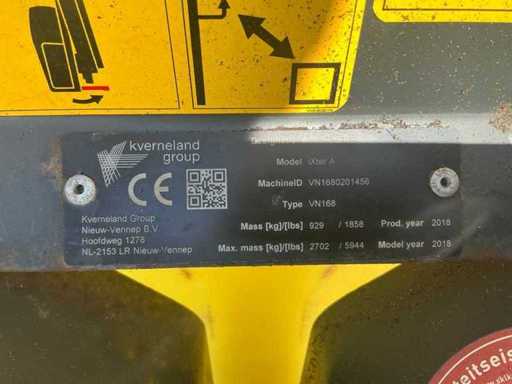 kverneland
group
Model iXter A
MachineID VN1680201456
Type VN168
Kverneland Group
Nieuw-Vennep B.V.
Hoofdweg 1278
NL-2153 LR Nieuw-Vennep
Mass [kg]/[lbs] 929 / 1858 Prod. year 2018
Max. mass [kg]/[lbs] 2702 / 5944 Model year 2018